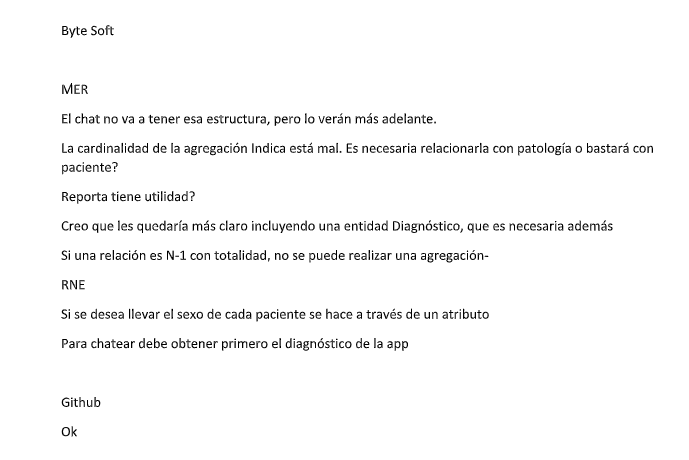 Byte Soft
MER
El chat no va a tener esa estructura, pero lo verán más adelante.
La cardinalidad de la agregación Indica está mal. Es necesaria relacionarla con patología o bastará con
paciente?
Reporta tiene utilidad?
Creo que les quedaría más claro incluyendo una entidad Diagnóstico, que es necesaria además
Si una relación es N-1 con totalidad, no se puede realizar una agregación-
RNE
Si se desea llevar el sexo de cada paciente se hace a través de un atributo
Para chatear debe obtener primero el diagnóstico de la app
Github
Ok